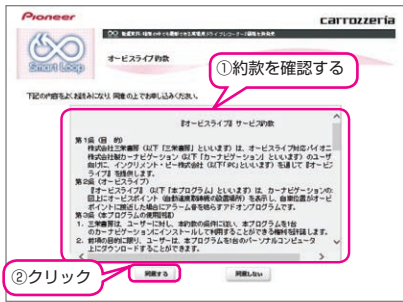 Pioneer
carrozzeria
Smart Loop
オービスライブ約款
①約款を確認する
下記の内容をよくお読みになり、同意の上でお申し込みください。
『オービスライブ』 サービス約款
第1条 (目 的)
株式会社三栄書房 (以下 「三栄書房」 といいます) は、オービスライブ対応パイオニ
株式会社製カーナビゲーション (以下 「カーナビゲーション」 といいます) のユーザ
向けに、インクリメント・ピー株式会社 (以下「iPC」といいます) を通じて 『オービス
ライブ』 を提供します。
第2条 (オービスライブ)
『オービスライブ』 (以下 「本プログラム」 といいます) は、カーナビゲーションの
図上にオービスポイント (自動速度取締機の設置場所) を表示し、自車位置がオービ
ポイントに接近した場合にアラーム音を鳴らすアドオンプログラムです。
第3条 (本プログラムの使用許諾)
1. 三栄書房は、ユーザーに対し、本約款の条件に従い、本プログラムを1台
のカーナビゲーションにインストールして利用することができる権利を許諾します。
2. 前項の目的に限り、ユーザーは、本プログラムを1台のパーソナルコンピュータ
上にダウンロードすることができます。
②クリック
同意する
同意しない